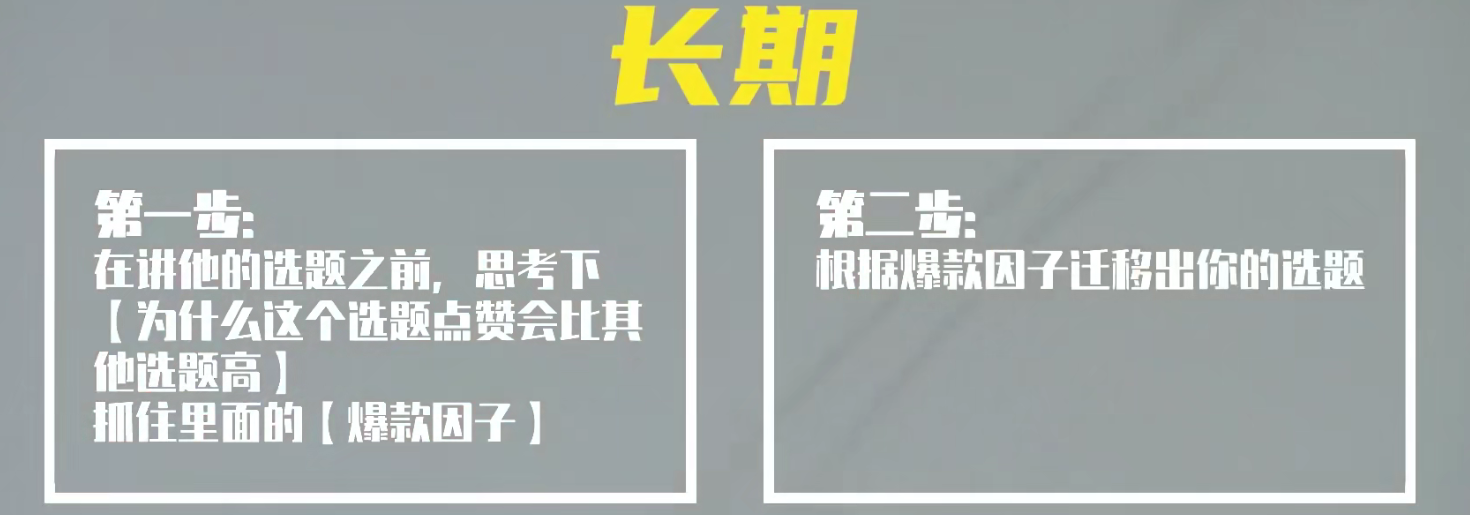 长期
第一步:
在讲他的选题之前,思考下
【为什么这个选题点赞会比其
他选题高】
抓住里面的【爆款因子】
第二步:
根据爆款因子迁移出你的选题